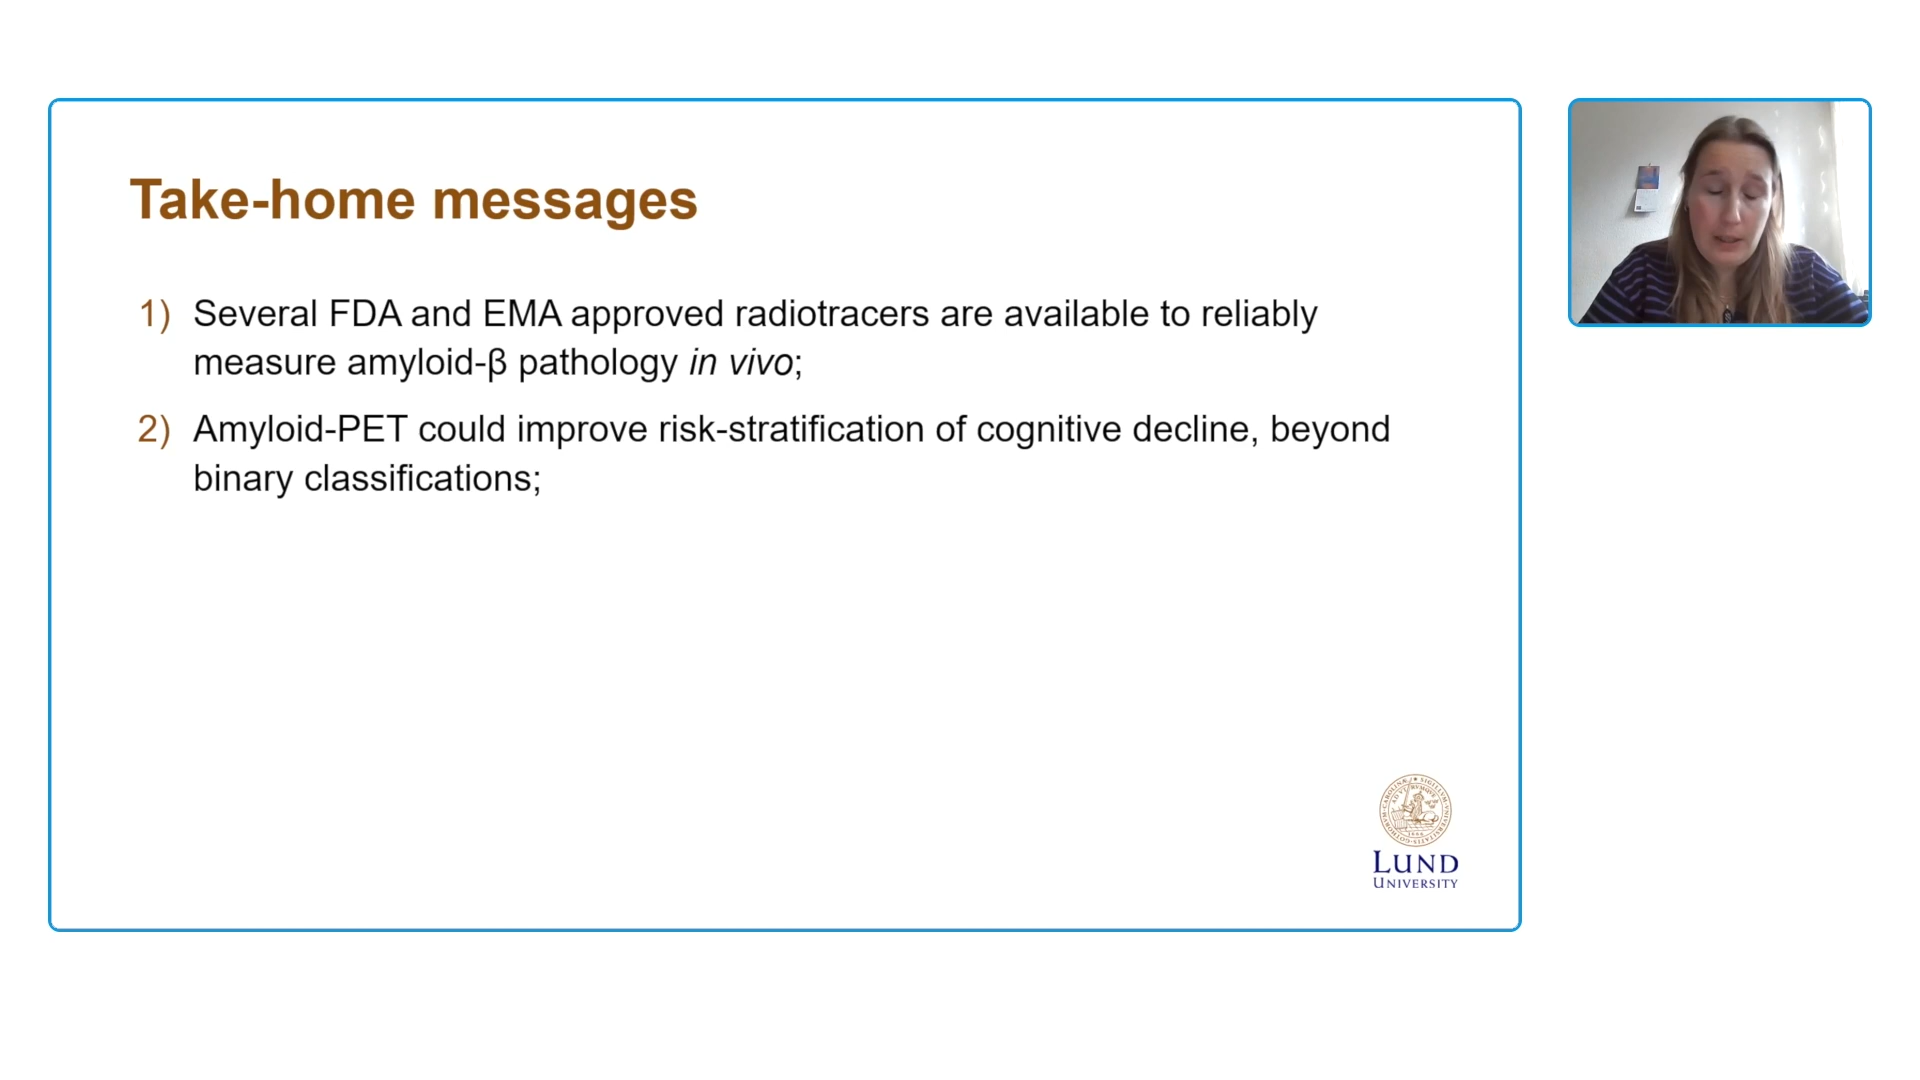 Take-home messages
1) Several FDA and EMA approved radiotracers are available to reliably
measure amyloid-β pathology in vivo;
2) Amyloid-PET could improve risk-stratification of cognitive decline, beyond
binary classifications;
LUND
UNIVERSITY